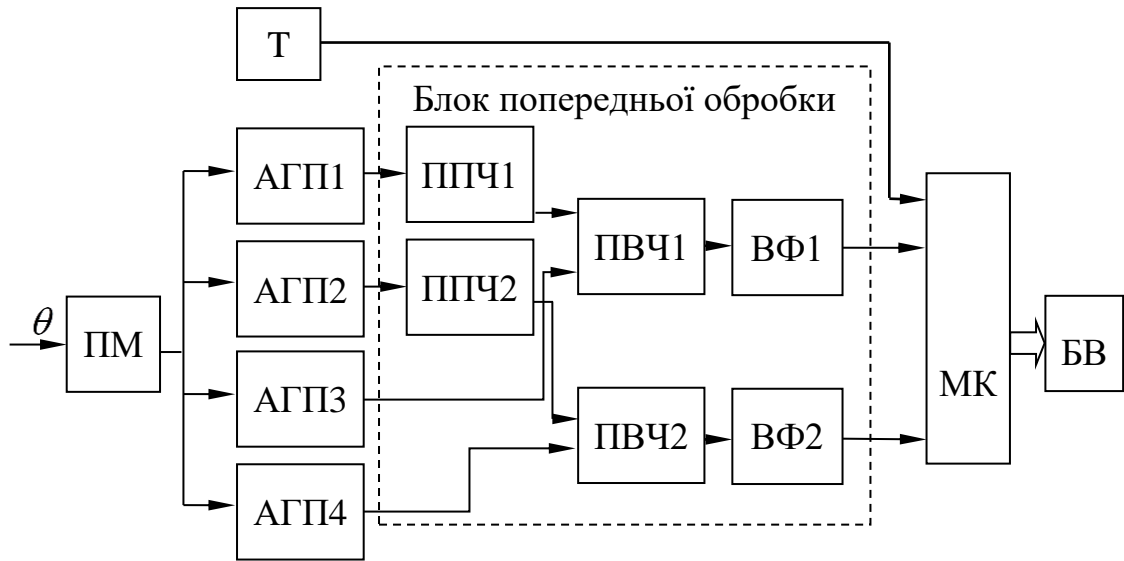 Т
Блок попередньої обробки
АГП1
ППЧ1
АГП2
ППЧ2
ПВЧ1
ВФ1
θ
ПМ
АГП3
АГП4
ПВЧ2
ВФ2
МК
БВ